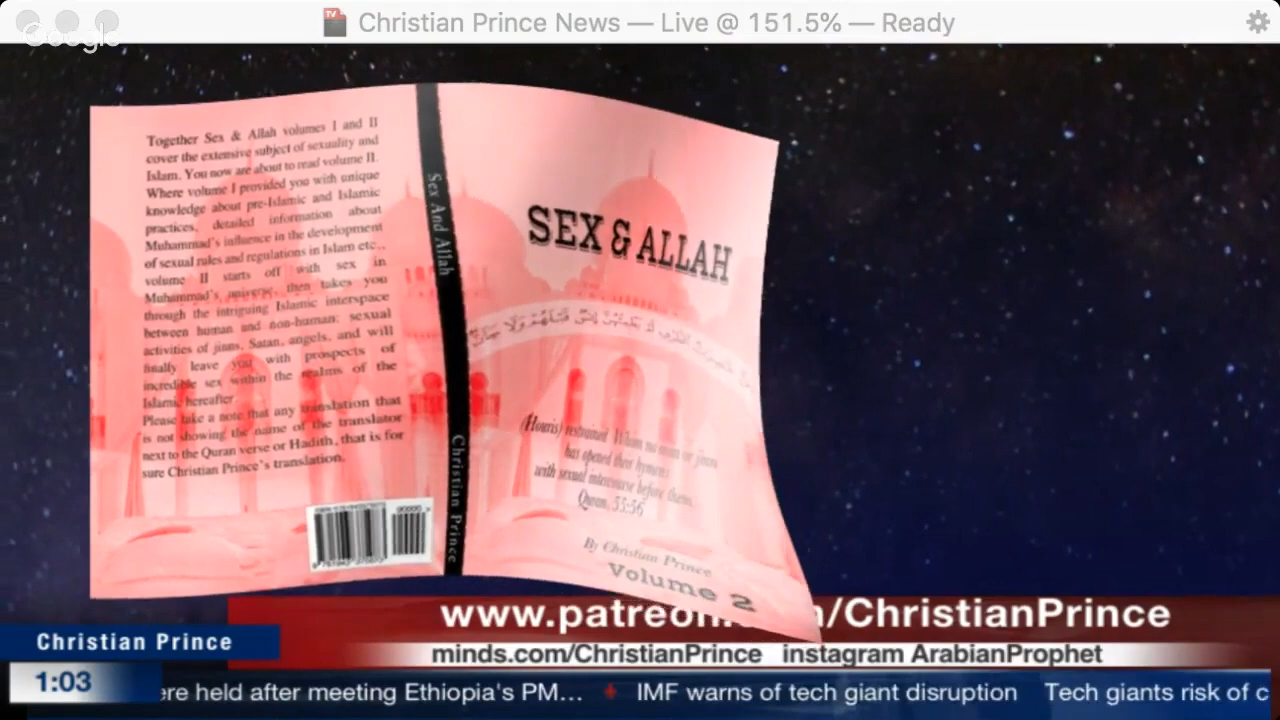 Christian Prince News — Live @ 151.5% — Ready
Google
Together Sex & Allah volumes I and II
cover the extensive subject of sexuality and
Islam. You now are about to read volume II.
Where volume I provided you with unique
knowledge about pre-Islamic and Islamic
practices, detailed information about
Muhammad's influence in the development
of sexual rules and regulations in Islam etc..
volume II starts off with sex in
Muhammad's universe, then takes you
through the intriguing Islamic interspace
between human and non-human: sexual
activities of jinns, Satan, angels, and will
finally leave you with prospects of
incredible sex within the realms of the
Islamic hereafter.
Please take a note that any translation that
is not showing the name of the translator
next to the Quran verse or Hadith, that is for
sure Christian Prince's translation.
Sex And Allah
Christian Prince
SEX & ALLAH
(Houris) restrained Whom no man or jinns
has opened their hymens
with sexual intercourse before them.
Quran, 55:56
By Christian Prince
Volume 2
www.patreon. /ChristianPrince
Christian Prince
minds.com/ChristianPrince instagram ArabianProphet
1:03
ere held after meeting Ethiopia's PM... IMF warns of tech giant disruption Tech giants risk of c